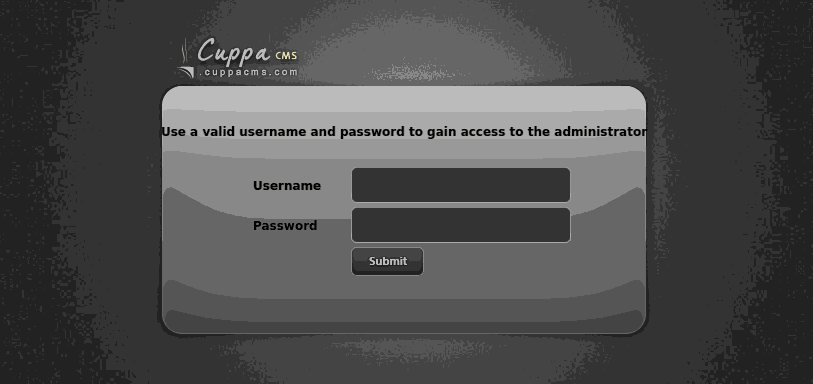 Cuppa CMS
.cuppacms.com
Use a valid username and password to gain access to the administrator
Username
Password
Submit